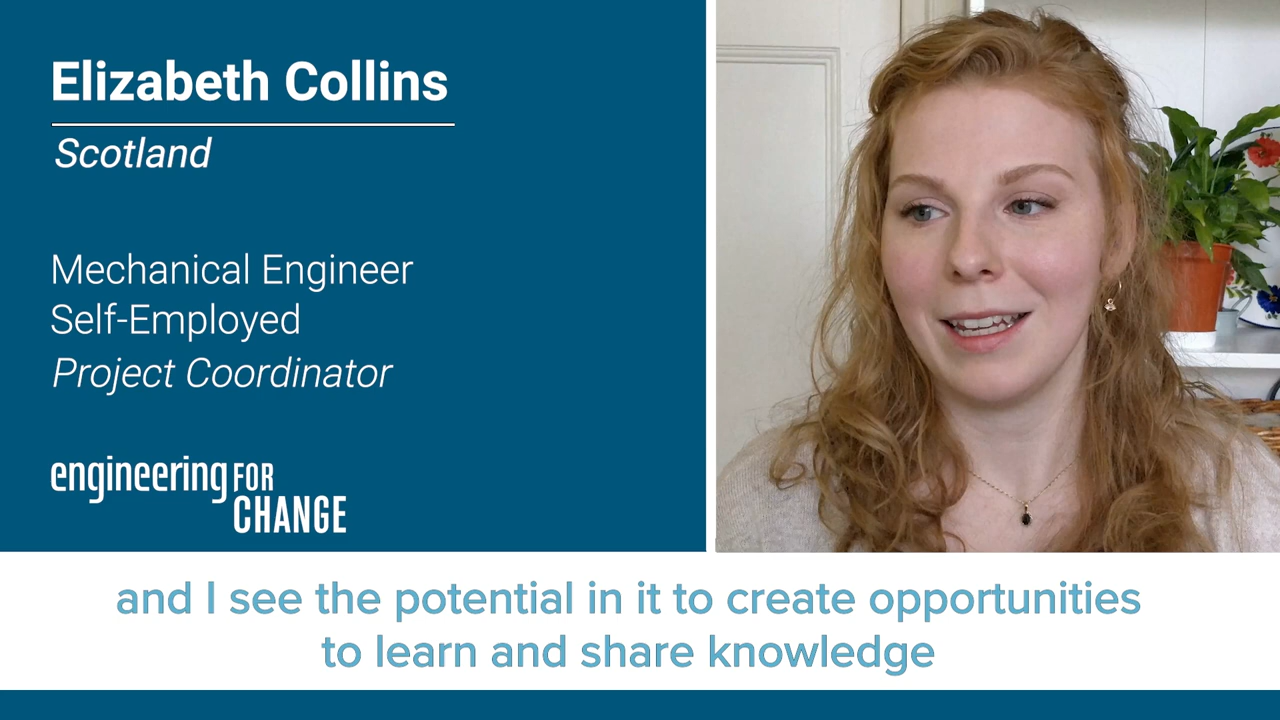 Elizabeth Collins
Scotland
Mechanical Engineer
Self-Employed
Project Coordinator
engineering FOR
CHANGE
and I see the potential in it to create opportunities
to learn and share knowledge